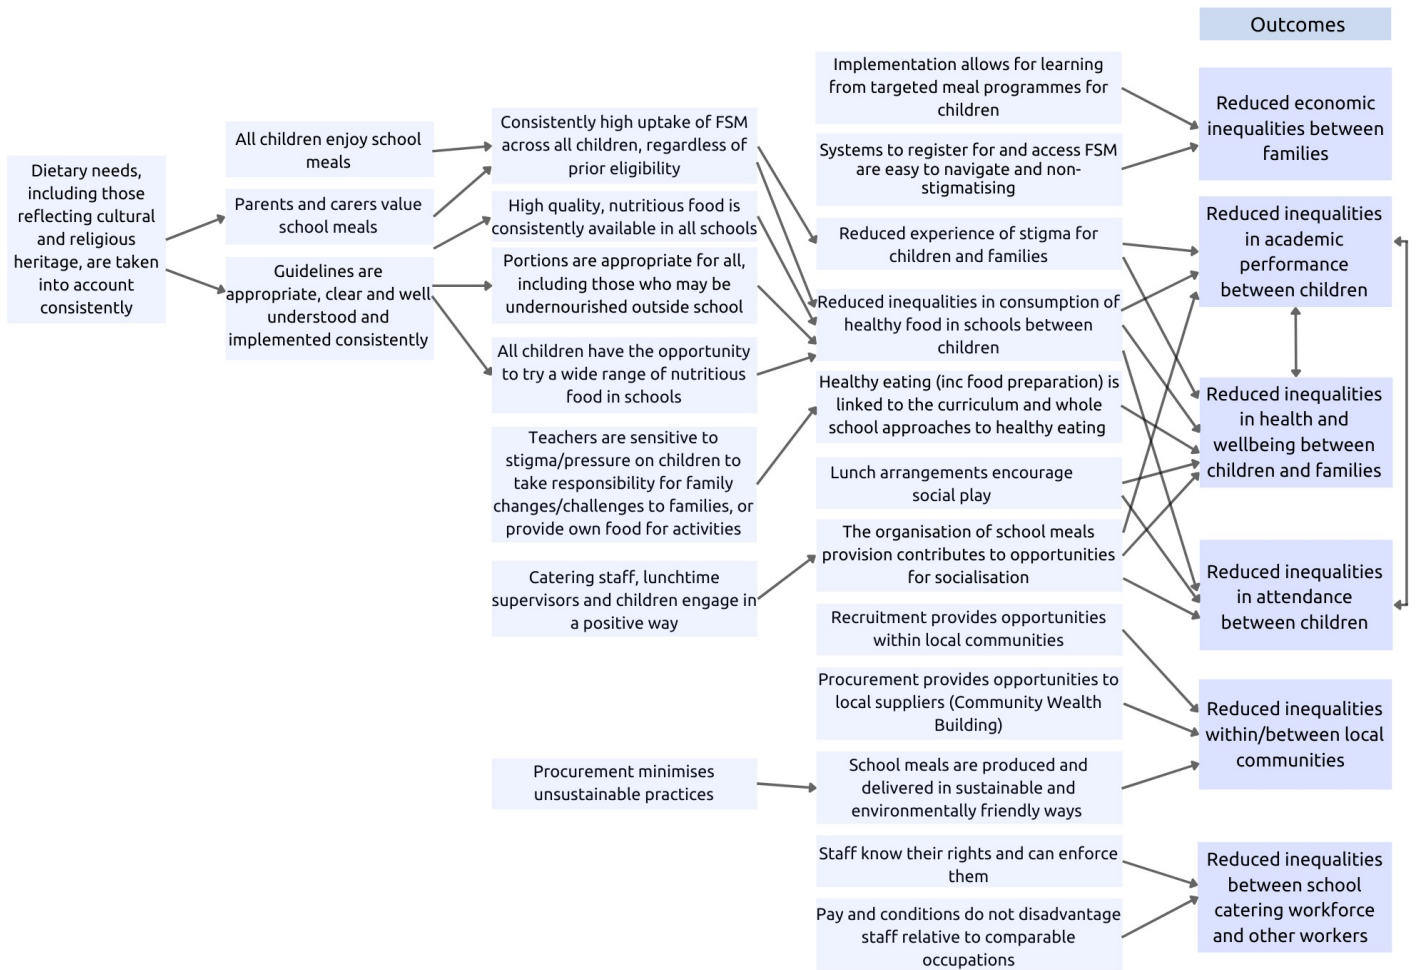 Outcomes
Dietary needs,
including those
reflecting cultural
and religious
heritage, are taken
into account
consistently
All children enjoy school
meals
Parents and carers value
school meals
Guidelines are
appropriate, clear and well
understood and
implemented consistently
Consistently high uptake of FSM
across all children, regardless of
prior eligibility
High quality, nutritious food is
consistently available in all schools
Portions are appropriate for all,
including those who may be
undernourished outside school
All children have the opportunity
to try a wide range of nutritious
food in schools
Teachers are sensitive to
stigma/pressure on children to
take responsibility for family
changes/challenges to families, or
provide own food for activities
Catering staff, lunchtime
supervisors and children engage in
a positive way
Procurement minimises
unsustainable practices
Implementation allows for learning
from targeted meal programmes for
children
Systems to register for and access FSM
are easy to navigate and non-
stigmatising
Reduced experience of stigma for
children and families
Reduced inequalities in consumption of
healthy food in schools between
children
Healthy eating (inc food preparation) is
linked to the curriculum and whole
school approaches to healthy eating
Lunch arrangements encourage
social play
The organisation of school meals
provision contributes to opportunities
for socialisation
Recruitment provides opportunities
within local communities
Procurement provides opportunities to
local suppliers (Community Wealth
Building)
School meals are produced and
delivered in sustainable and
environmentally friendly ways
Staff know their rights and can enforce
them
Pay and conditions do not disadvantage
staff relative to comparable
occupations
Reduced economic
inequalities between
families
Reduced inequalities
in academic
performance
between children
Reduced inequalities
in health and
wellbeing between
children and families
Reduced inequalities
in attendance
between children
Reduced inequalities
within/between local
communities
Reduced inequalities
between school
catering workforce
and other workers